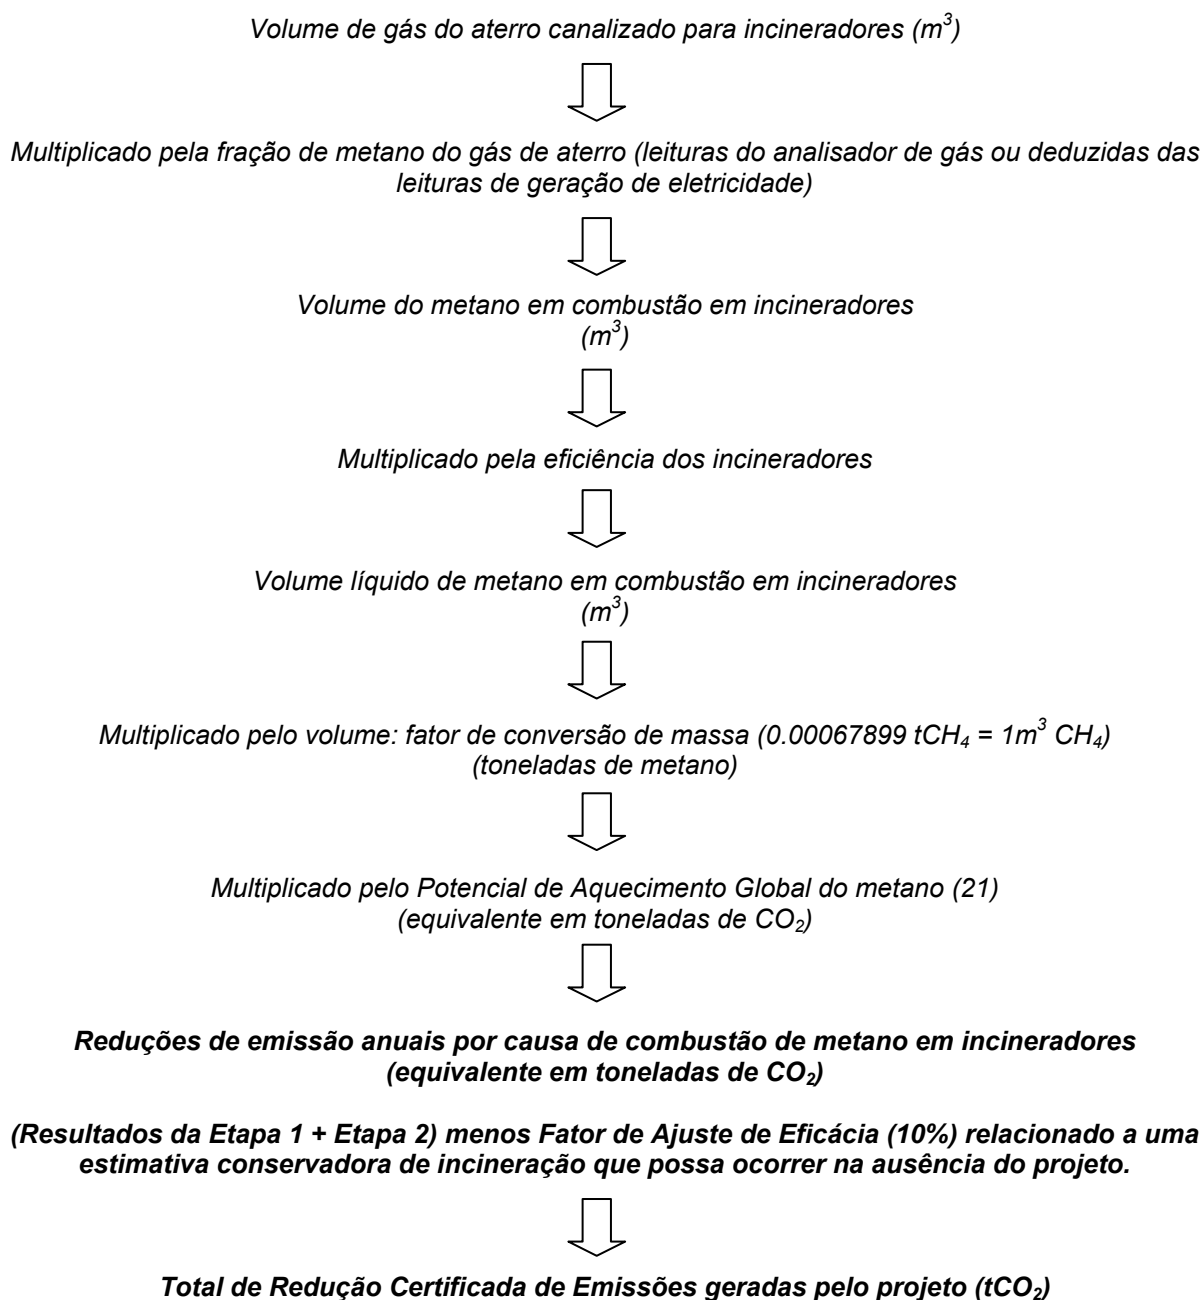 Volume de gás do aterro canalizado para incineradores (m³)
Multiplicado pela fração de metano do gás de aterro (leituras do analisador de gás ou deduzidas das
leituras de geração de eletricidade)
Volume do metano em combustão em incineradores
(m³)
Multiplicado pela eficiência dos incineradores
Volume líquido de metano em combustão em incineradores
(m³)
Multiplicado pelo volume: fator de conversão de massa (0.00067899 tCH₄ = 1m³ CH₄)
(toneladas de metano)
Multiplicado pelo Potencial de Aquecimento Global do metano (21)
(equivalente em toneladas de CO₂)
Reduções de emissão anuais por causa de combustão de metano em incineradores
(equivalente em toneladas de CO₂)
(Resultados da Etapa 1 + Etapa 2) menos Fator de Ajuste de Eficácia (10%) relacionado a uma
estimativa conservadora de incineração que possa ocorrer na ausência do projeto.
Total de Redução Certificada de Emissões geradas pelo projeto (tCO₂)